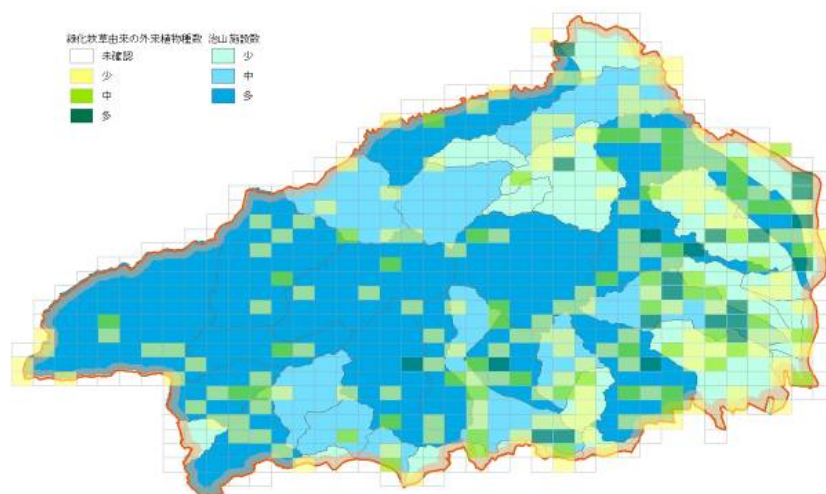 緑化牧草由来の外来植物種数 治山施設数
未確認
少 少
中 中
多 多